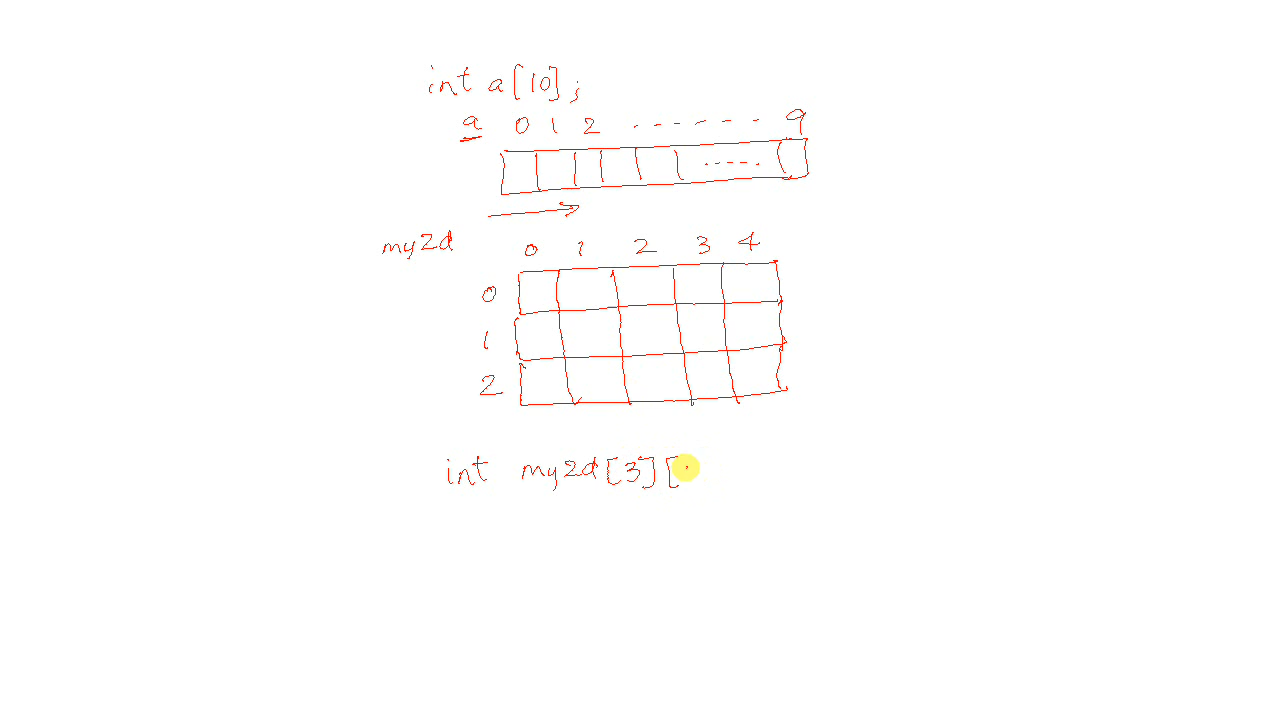 int a[10];
a 0 1 2 ------- 9
-----
my2d 0 1 2 3 4
0
1
2
int my2d[3][